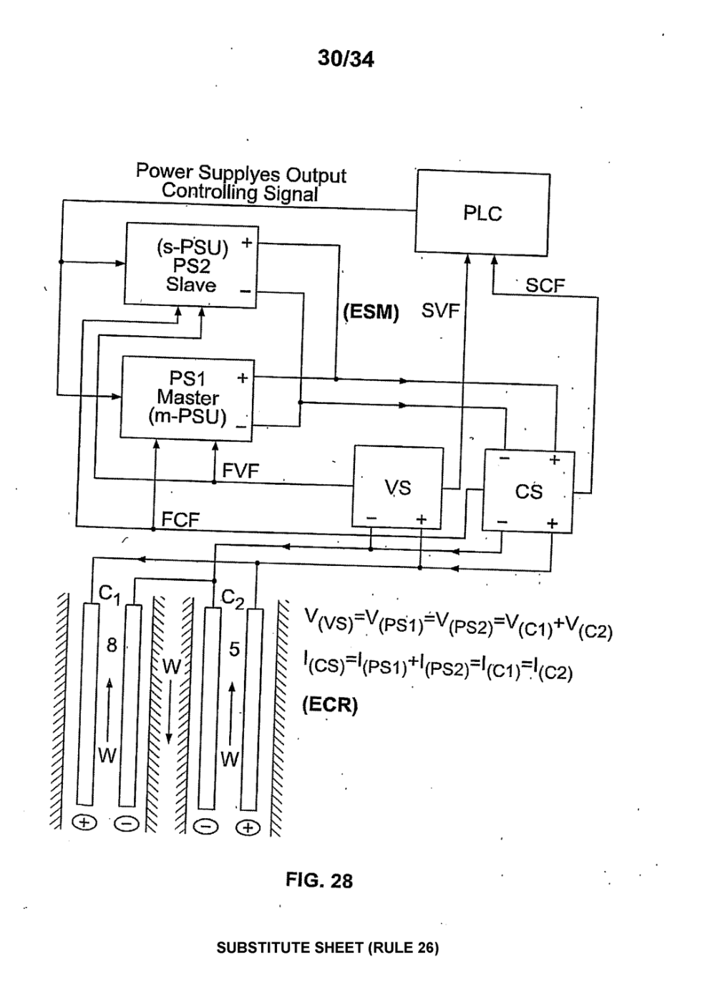 30/34
Power Supplyes Output
Controlling Signal
PLC
(s-PSU)
PS2
Slave
+
−
SCF
(ESM)
SVF
PS1
Master
(m-PSU)
+
−
FVF
VS
−
+
−
+
CS
−
+
FCF
C1
C2
8
5
W
W
W
V(VS)=V(PS1)=V(PS2)=V(C1)+V(C2)
I(CS)=I(PS1)+I(PS2)=I(C1)=I(C2)
(ECR)
+
−
−
+
FIG. 28
SUBSTITUTE SHEET (RULE 26)